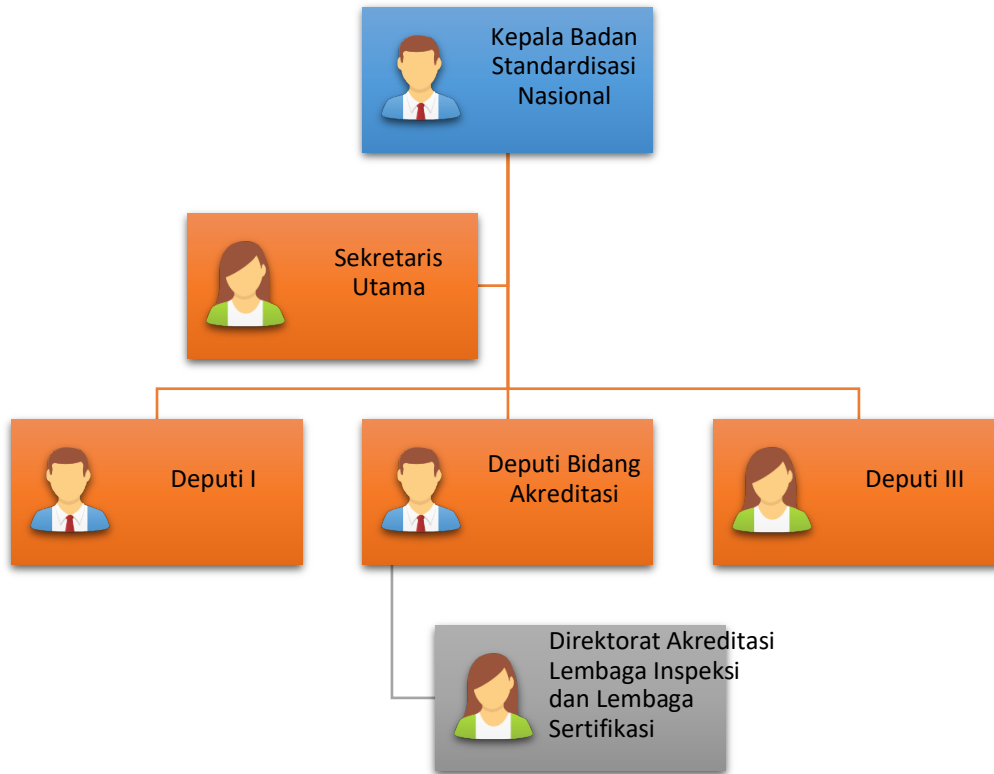 Kepala Badan
Standardisasi
Nasional
Sekretaris
Utama
Deputi I
Deputi Bidang
Akreditasi
Deputi III
Direktorat Akreditasi
Lembaga Inspeksi
dan Lembaga
Sertifikasi